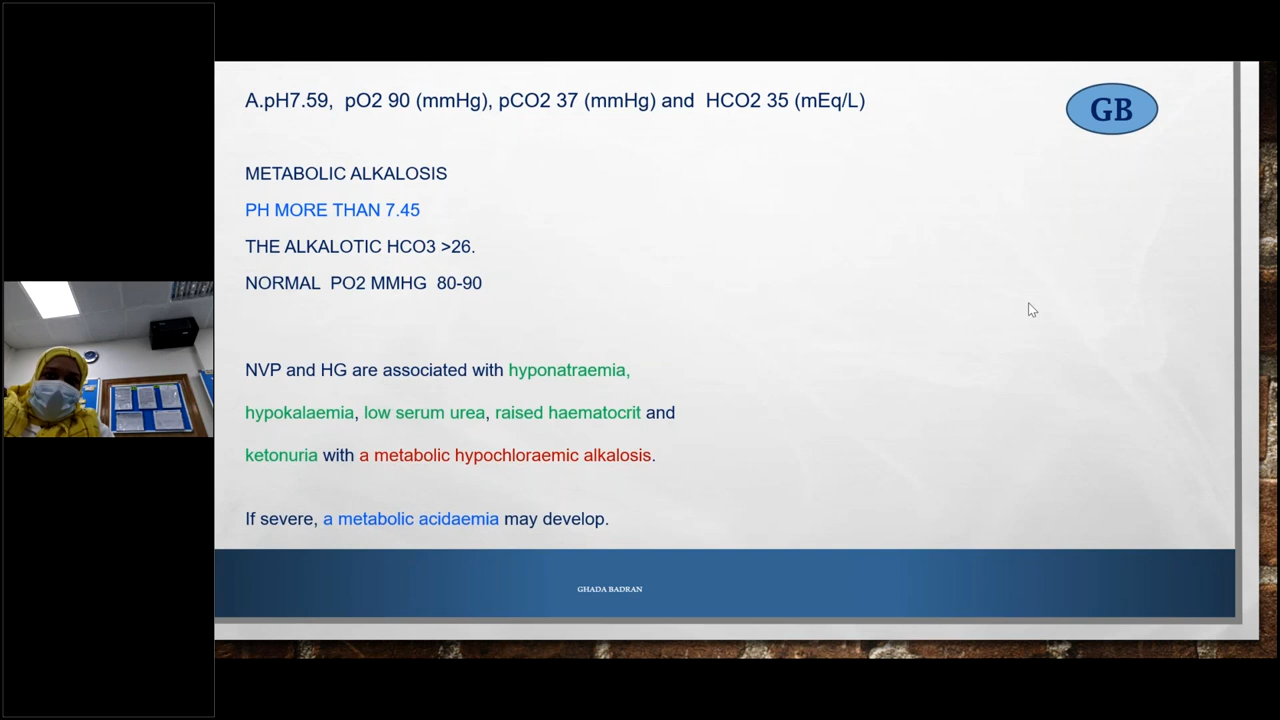 A.pH7.59, pO2 90 (mmHg), pCO2 37 (mmHg) and HCO2 35 (mEq/L)
GB
METABOLIC ALKALOSIS
PH MORE THAN 7.45
THE ALKALOTIC HCO3 >26.
NORMAL PO2 MMHG 80-90
NVP and HG are associated with hyponatraemia,
hypokalaemia, low serum urea, raised haematocrit and
ketonuria with a metabolic hypochloraemic alkalosis.
If severe, a metabolic acidaemia may develop.
GHADA BADRAN